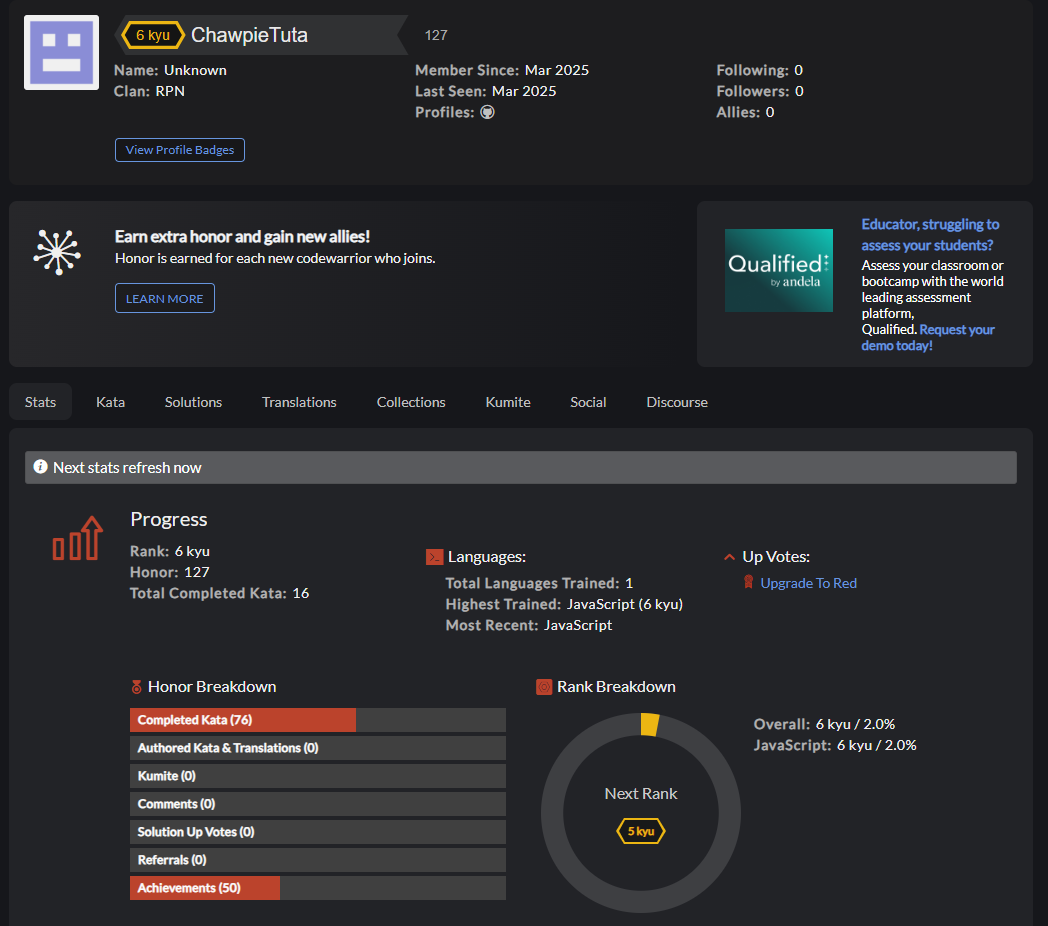 6 kyu ChawpieTuta 127
Name: Unknown
Clan: RPN
Member Since: Mar 2025
Last Seen: Mar 2025
Profiles:
Following: 0
Followers: 0
Allies: 0
View Profile Badges
Earn extra honor and gain new allies!
Honor is earned for each new codewarrior who joins.
LEARN MORE
Qualified
by andela
Educator, struggling to
assess your students?
Assess your classroom or
bootcamp with the world
leading assessment
platform,
Qualified. Request your
demo today!
Stats Kata Solutions Translations Collections Kumite Social Discourse
Next stats refresh now
Progress
Rank: 6 kyu
Honor: 127
Total Completed Kata: 16
Languages:
Total Languages Trained: 1
Highest Trained: JavaScript (6 kyu)
Most Recent: JavaScript
Up Votes:
Upgrade To Red
Honor Breakdown
Completed Kata (76)
Authored Kata & Translations (0)
Kumite (0)
Comments (0)
Solution Up Votes (0)
Referrals (0)
Achievements (50)
Rank Breakdown
Next Rank
5 kyu
Overall: 6 kyu / 2.0%
JavaScript: 6 kyu / 2.0%